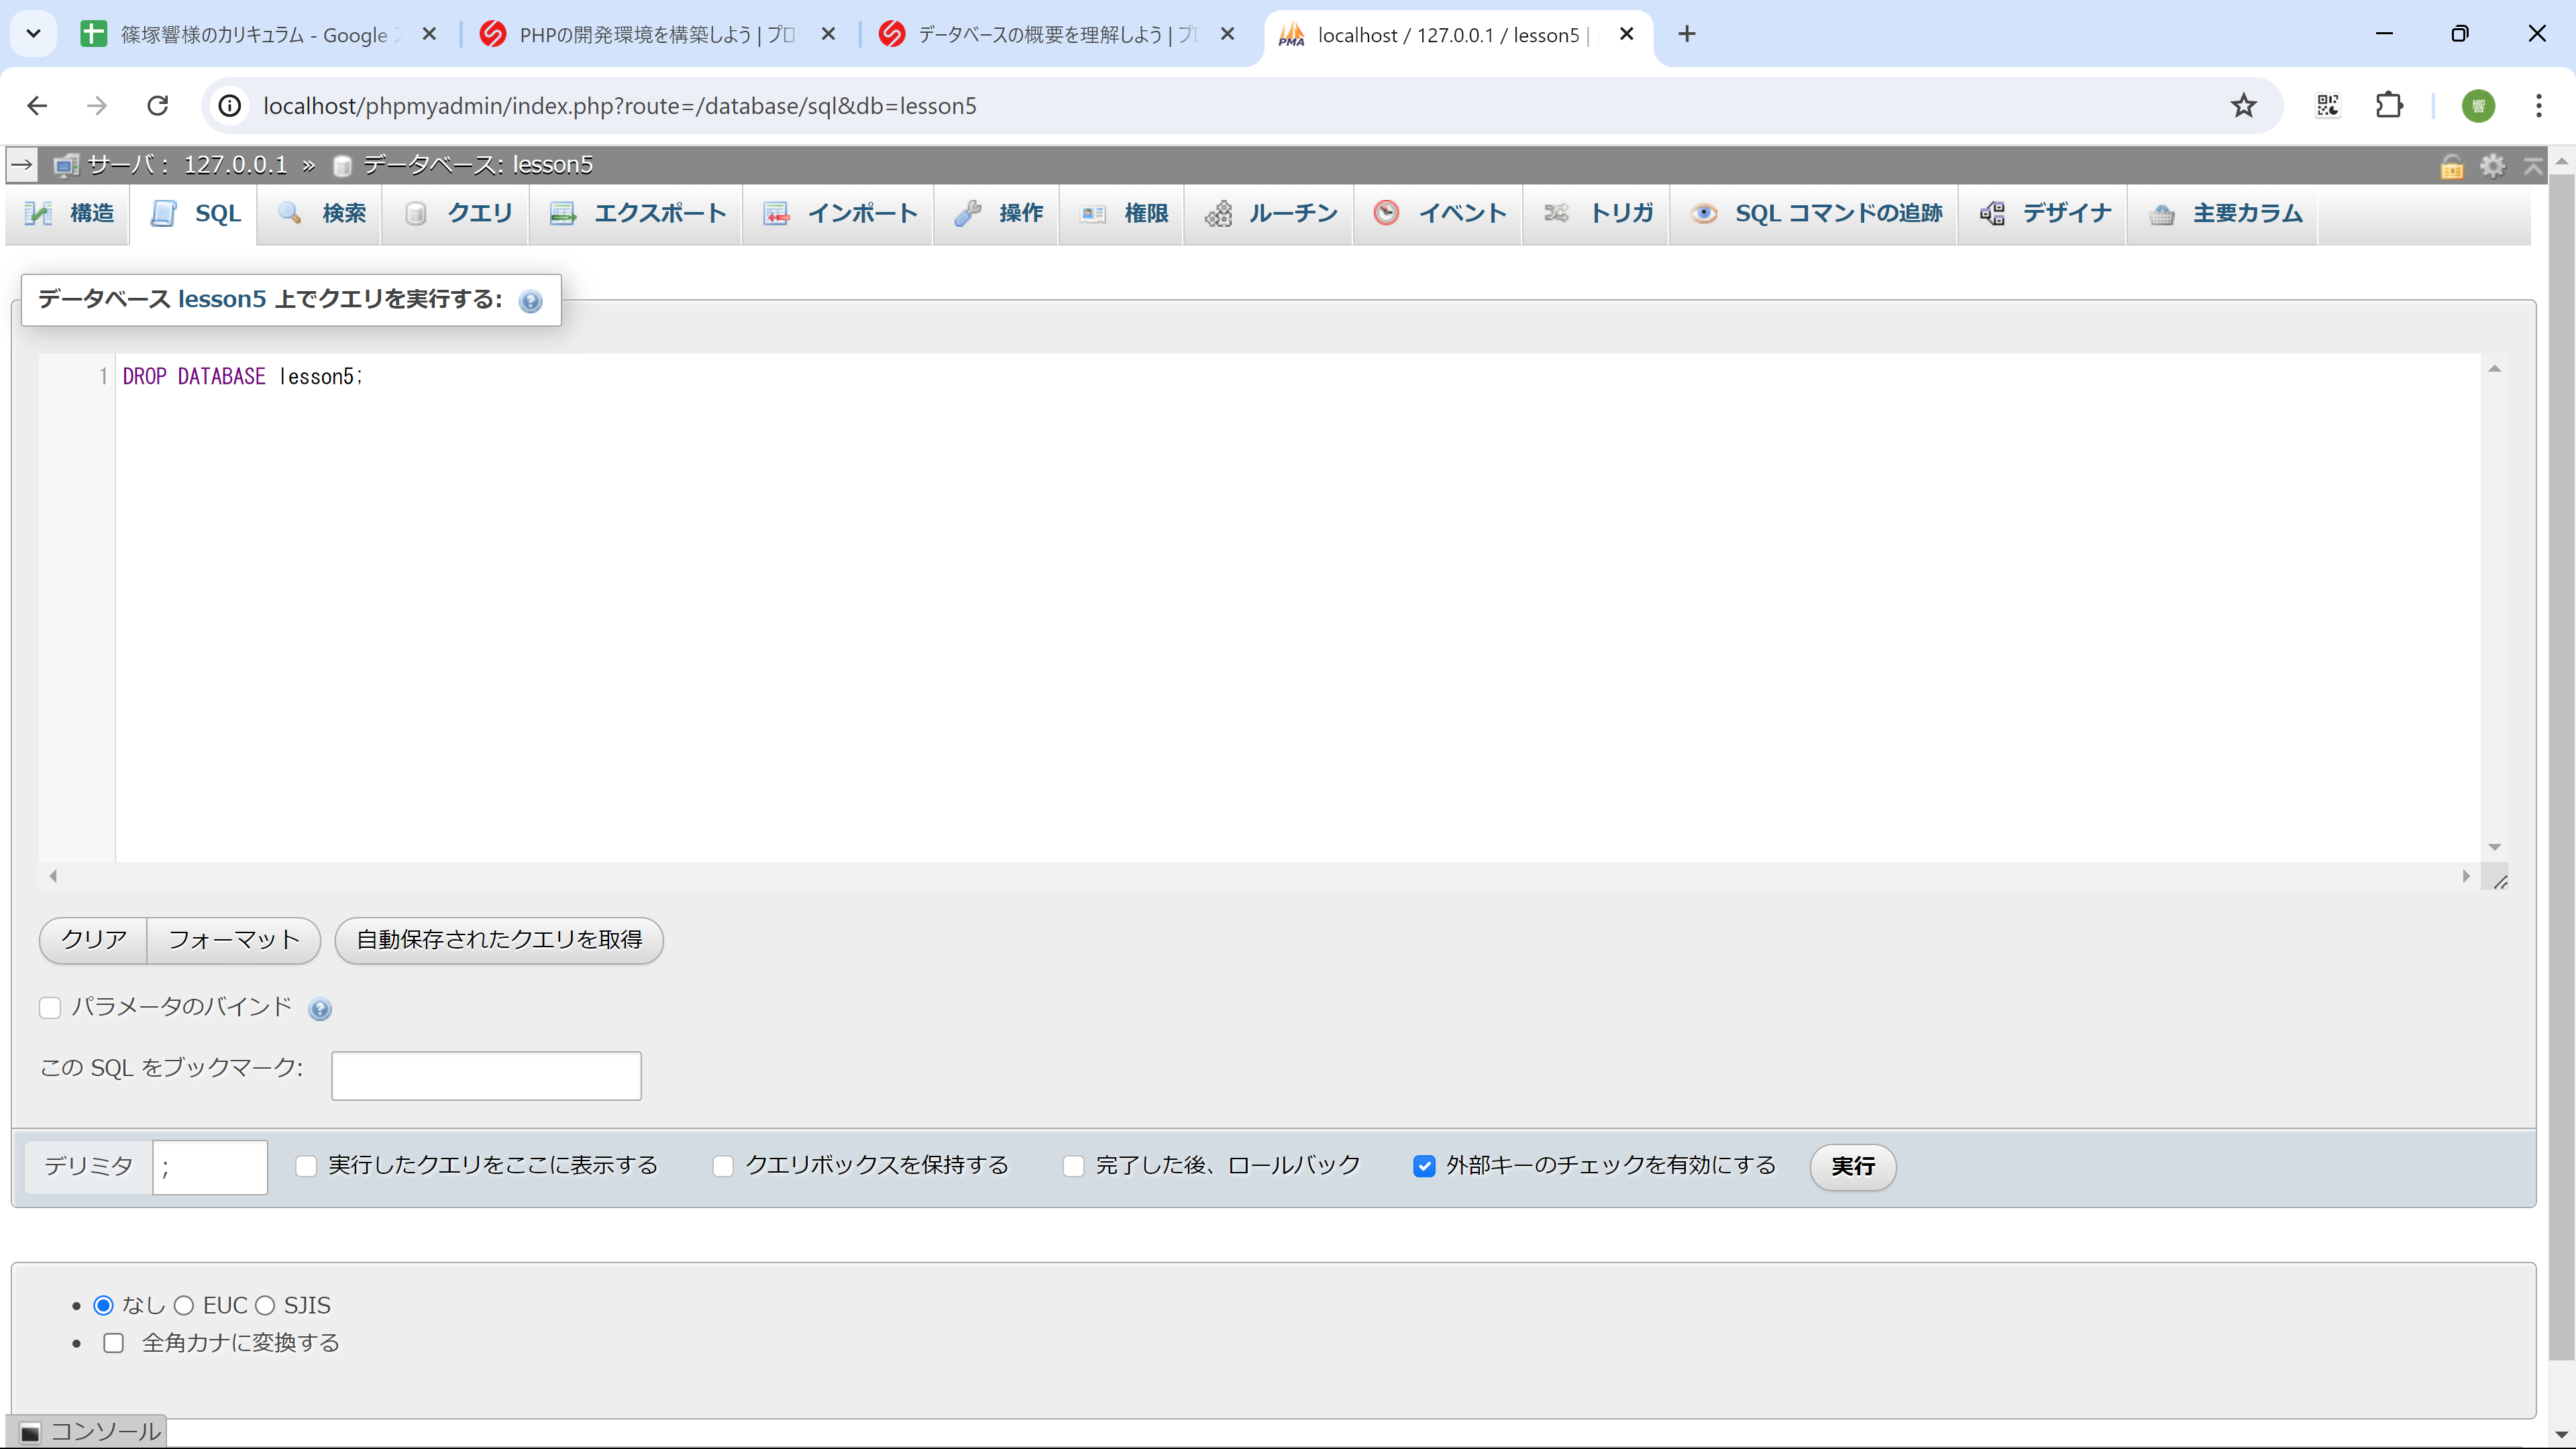 篠塚響様のカリキュラム - Google
PHPの開発環境を構築しよう | プロ
データベースの概要を理解しよう | プロ
PMA
localhost / 127.0.0.1 / lesson5 |
localhost/phpmyadmin/index.php?route=/database/sql&db=lesson5
響
サーバ: 127.0.0.1 » データベース: lesson5
構造 SQL 検索 クエリ エクスポート インポート 操作 権限 ルーチン イベント トリガ SQL コマンドの追跡 デザイナ 主要カラム
データベース lesson5 上でクエリを実行する:
1 DROP DATABASE lesson5;
クリア フォーマット 自動保存されたクエリを取得
パラメータのバインド
この SQL をブックマーク:
デリミタ ; 実行したクエリをここに表示する クエリボックスを保持する 完了した後、ロールバック 外部キーのチェックを有効にする 実行
なし EUC SJIS
全角カナに変換する
コンソール